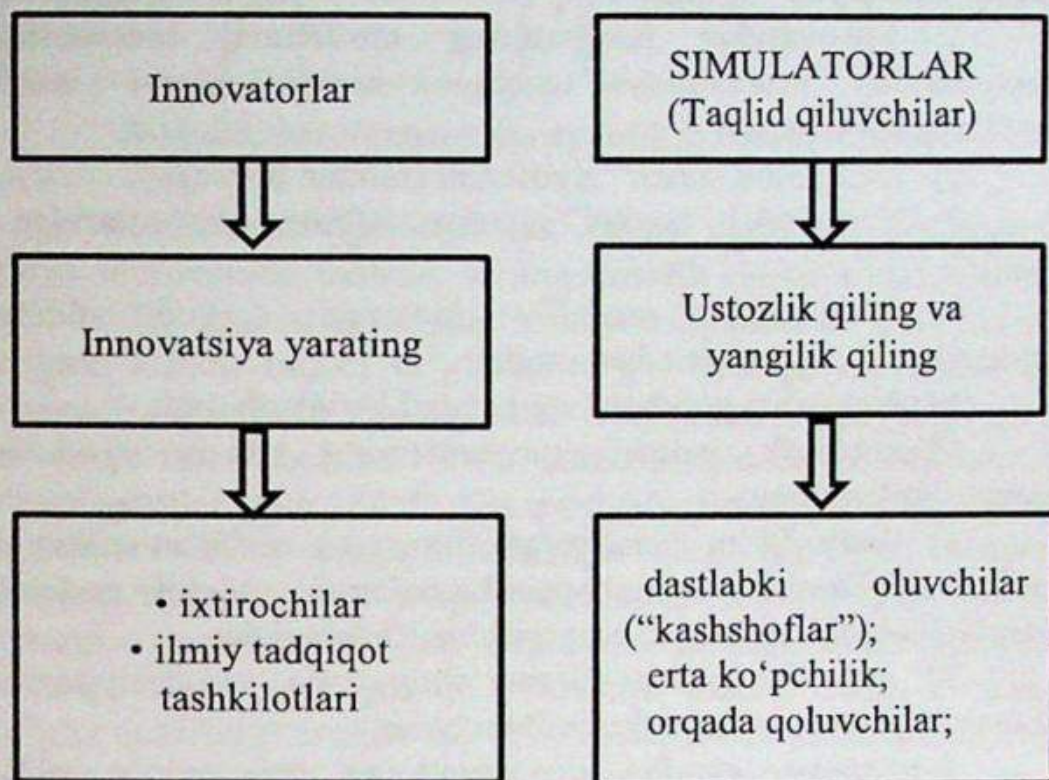 Innovatorlar
SIMULATORLAR
(Taqlid qiluvchilar)
Innovatsiya yarating
Ustozlik qiling va
yangilik qiling
• ixtirochilar
• ilmiy tadqiqot
tashkilotlari
dastlabki oluvchilar
(“kashshoflar”);
erta ko‘pchilik;
orqada qoluvchilar;